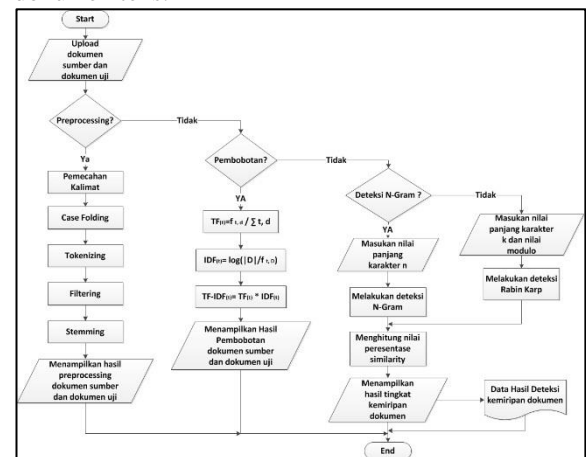 Start
Upload
dokumen
sumber dan
dokumen uji
Preprocessing?
Tidak
Ya
Pemecahan
Kalimat
Case Folding
Tokenizing
Filtering
Stemming
Menampilkan hasil
preprocessing
dokumen sumber
dan dokumen uji
Pembobotan?
Tidak
YA
TF(t)=f t, d / ∑ t, d
IDF(t)= log(|D|/f t, D)
TF-IDF(t)= TF(t) * IDF(t)
Menampilkan Hasil
Pembobotan
dokumen sumber
dan dokumen uji
Deteksi N-Gram ?
Tidak
YA
Masukan nilai
panjang
karakter n
Melakukan deteksi
N-Gram
Masukan nilai
panjang karakter
k dan nilai
modulo
Melakukan deteksi
Rabin Karp
Menghitung nilai
peresentase
similarity
Menampilkan
hasil tingkat
kemiripan
dokumen
Data Hasil Deteksi
kemiripan dokumen
End